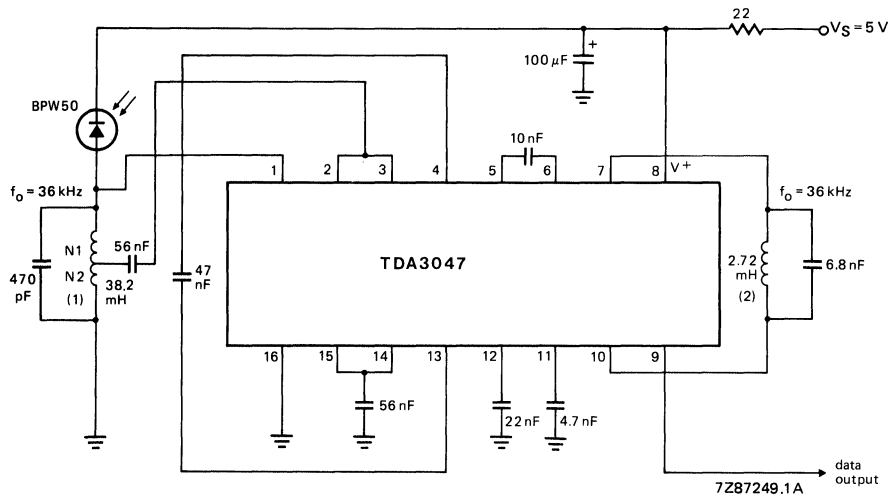 22
VS = 5 V
+
100 µF
BPW50
10 nF
1
2
3
4
5
6
7
8
V+
fo = 36 kHz
fo = 36 kHz
N1
56 nF
N2
470 pF
(1)
38.2 mH
47 nF
TDA3047
2.72 mH
(2)
6.8 nF
16
15
14
13
12
11
10
9
56 nF
22 nF
4.7 nF
data output
7Z87249.1A